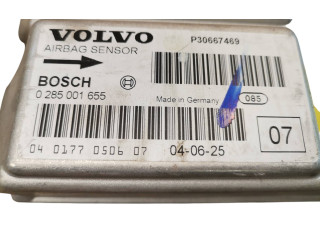 VOLVO
P30667469
AIRBAG SENSOR
BOSCH
0 285 001 655
Made in Germany
085
07
04 0177 0506 07
04-06-25